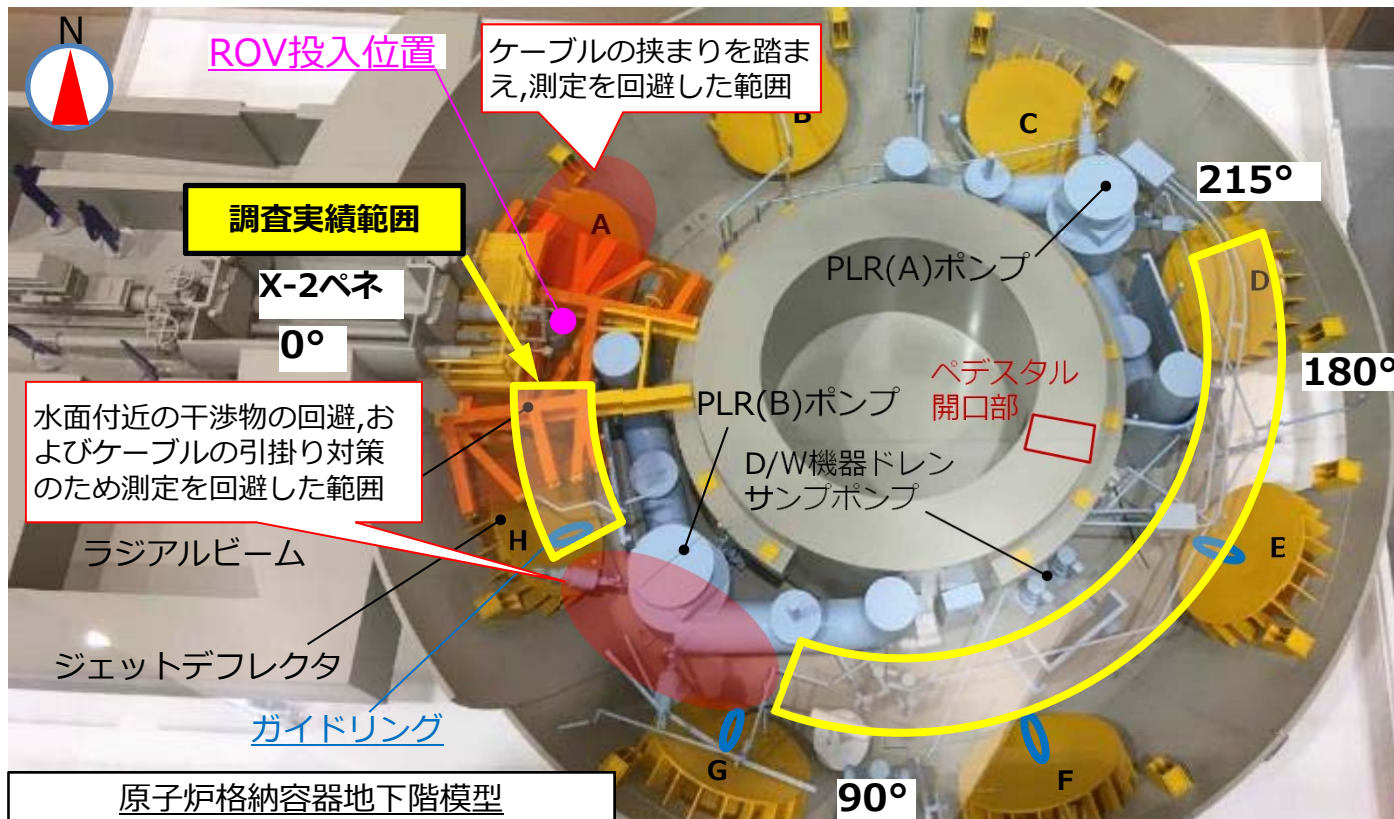 N
ROV投入位置
ケーブルの挟まりを踏ま
え,測定を回避した範囲
B
C
215°
調査実績範囲
A
X-2ペネ
PLR(A)ポンプ
D
0°
180°
ペデスタル
開口部
水面付近の干渉物の回避,お
よびケーブルの引掛り対策
のため測定を回避した範囲
PLR(B)ポンプ
D/W機器ドレン
サンプポンプ
H
E
ラジアルビーム
ジェットデフレクタ
ガイドリング
G
F
90°
原子炉格納容器地下階模型